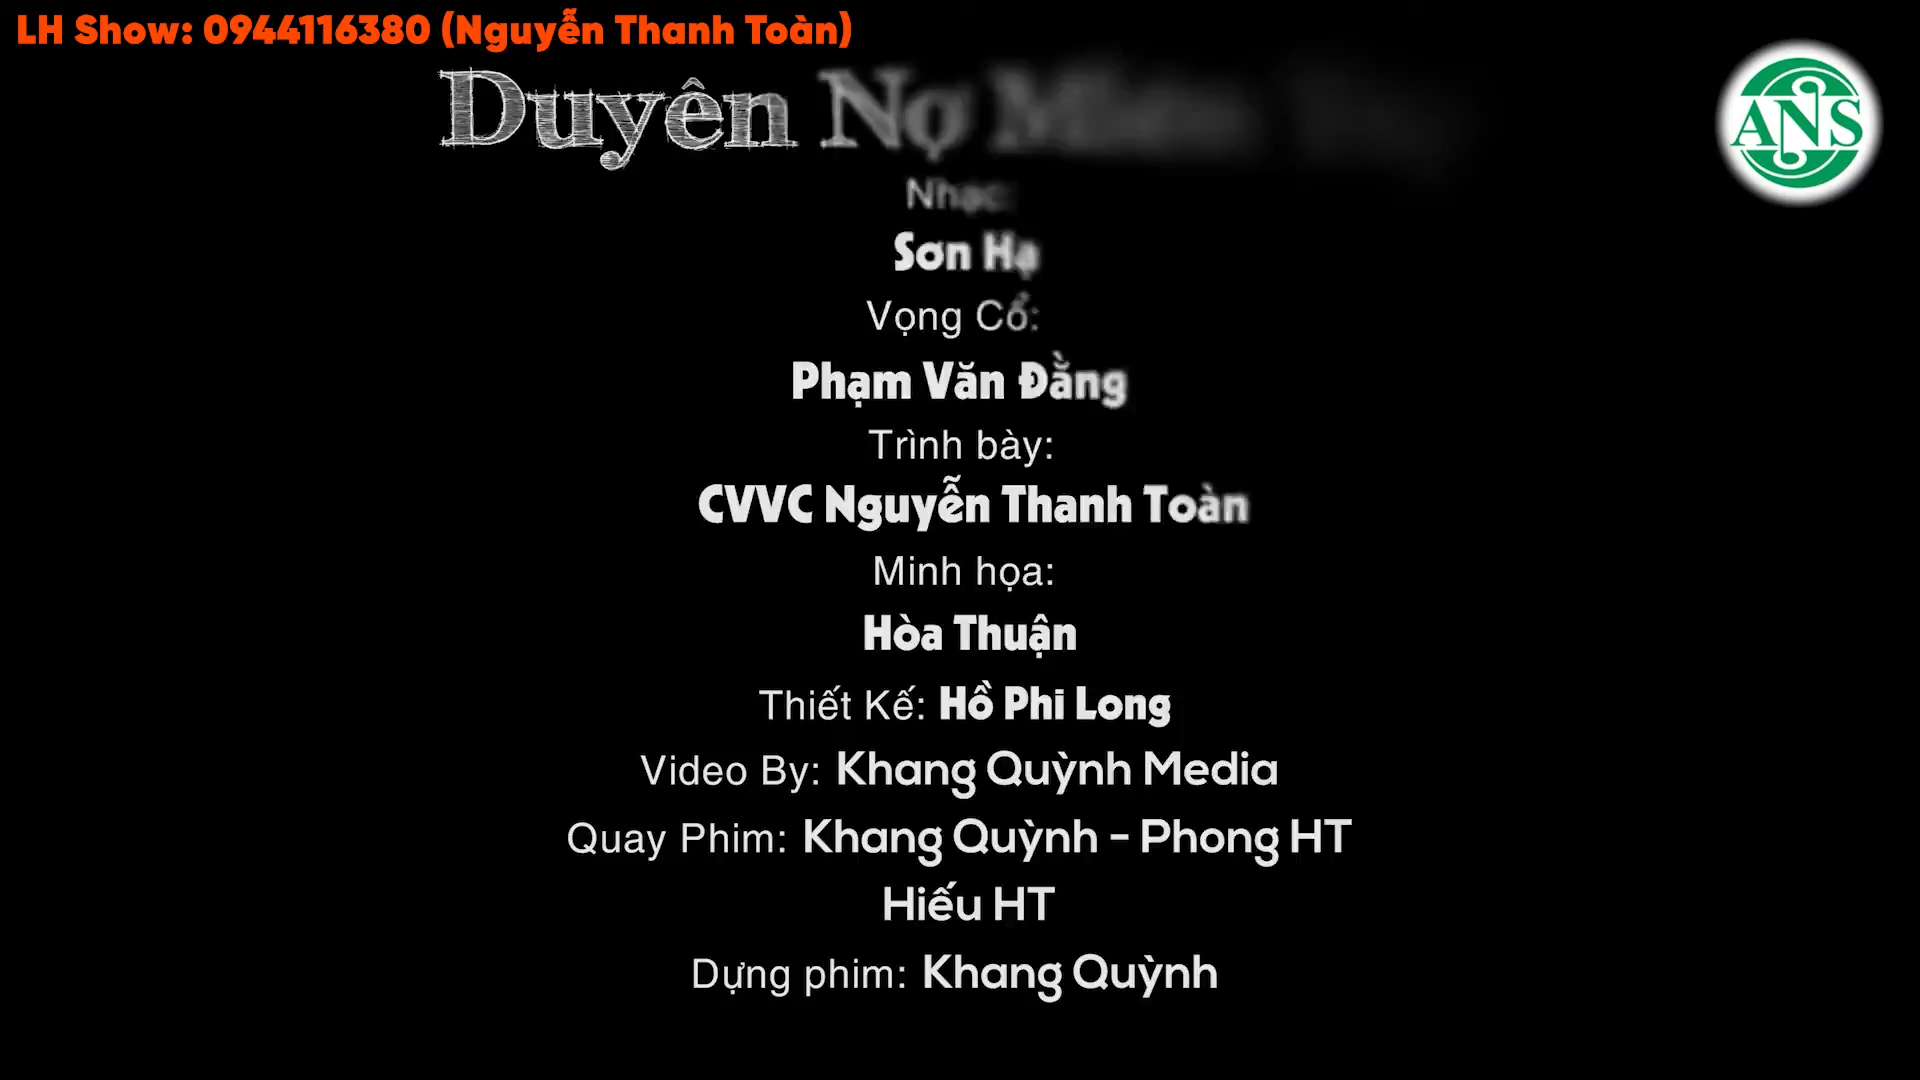 LH Show: 0944116380 (Nguyễn Thanh Toàn)
Duyên Nợ Miền
ANS
Nhạc:
Sơn Hạ
Vọng Cổ:
Phạm Văn Đằng
Trình bày:
CVVC Nguyễn Thanh Toàn
Minh họa:
Hòa Thuận
Thiết Kế: Hồ Phi Long
Video By: Khang Quỳnh Media
Quay Phim: Khang Quỳnh - Phong HT
Hiếu HT
Dựng phim: Khang Quỳnh